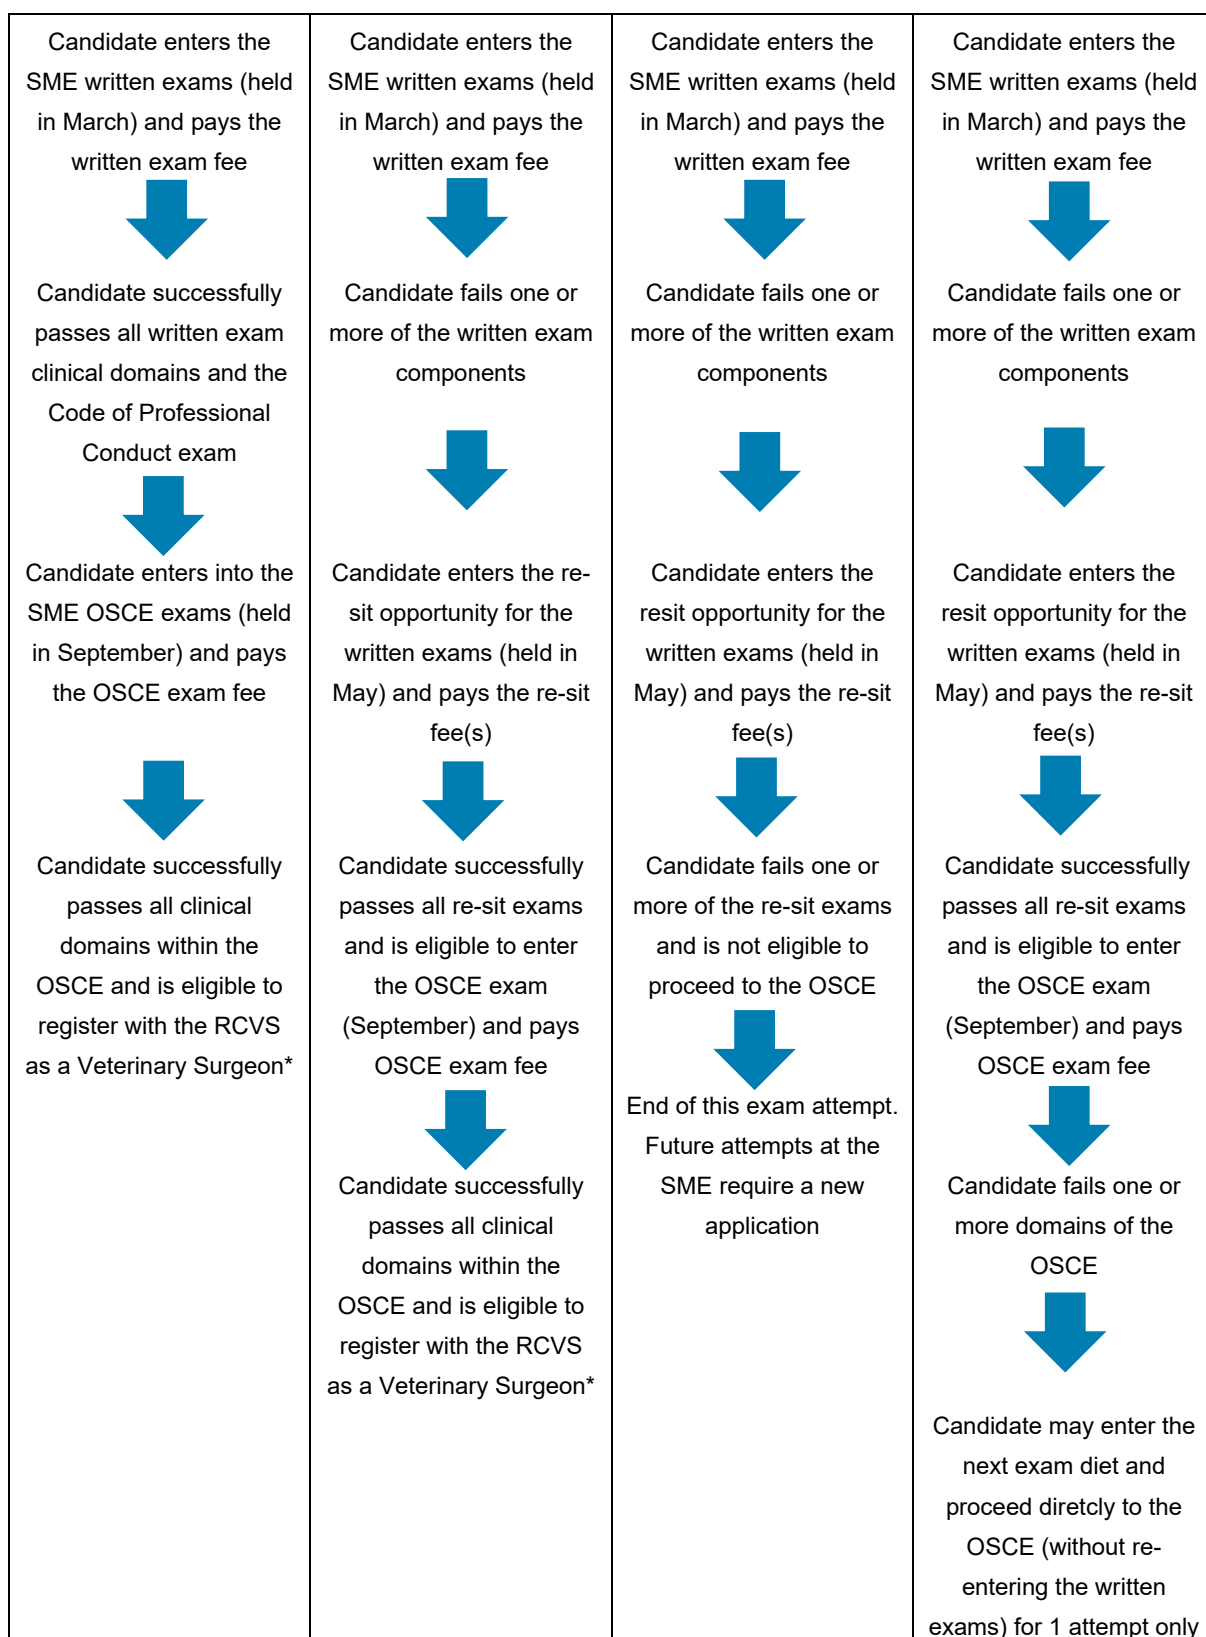 Candidate enters the
SME written exams (held
in March) and pays the
written exam fee
Candidate successfully
passes all written exam
clinical domains and the
Code of Professional
Conduct exam
Candidate enters into the
SME OSCE exams (held
in September) and pays
the OSCE exam fee
Candidate successfully
passes all clinical
domains within the
OSCE and is eligible to
register with the RCVS
as a Veterinary Surgeon*
Candidate enters the
SME written exams (held
in March) and pays the
written exam fee
Candidate fails one or
more of the written exam
components
Candidate enters the re-
sit opportunity for the
written exams (held in
May) and pays the re-sit
fee(s)
Candidate successfully
passes all re-sit exams
and is eligible to enter
the OSCE exam
(September) and pays
OSCE exam fee
Candidate successfully
passes all clinical
domains within the
OSCE and is eligible to
register with the RCVS
as a Veterinary Surgeon*
Candidate enters the
SME written exams (held
in March) and pays the
written exam fee
Candidate fails one or
more of the written exam
components
Candidate enters the
resit opportunity for the
written exams (held in
May) and pays the re-sit
fee(s)
Candidate fails one or
more of the re-sit exams
and is not eligible to
proceed to the OSCE
End of this exam attempt.
Future attempts at the
SME require a new
application
Candidate enters the
SME written exams (held
in March) and pays the
written exam fee
Candidate fails one or
more of the written exam
components
Candidate enters the
resit opportunity for the
written exams (held in
May) and pays the re-sit
fee(s)
Candidate successfully
passes all re-sit exams
and is eligible to enter
the OSCE exam
(September) and pays
OSCE exam fee
Candidate fails one or
more domains of the
OSCE
Candidate may enter the
next exam diet and
proceed diretcly to the
OSCE (without re-
entering the written
exams) for 1 attempt only